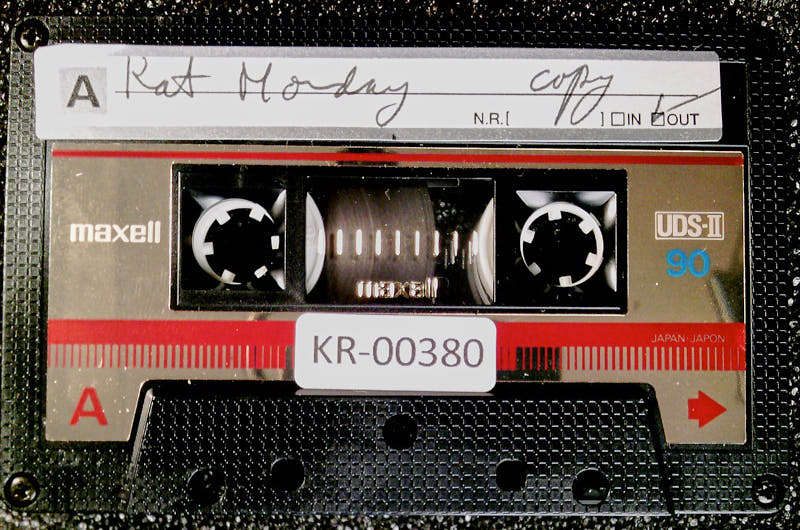 A Kat Monday copy
N.R.[ ] IN OUT
maxell UDS-II
90
maxell
JAPAN·JAPON
KR-00380
A